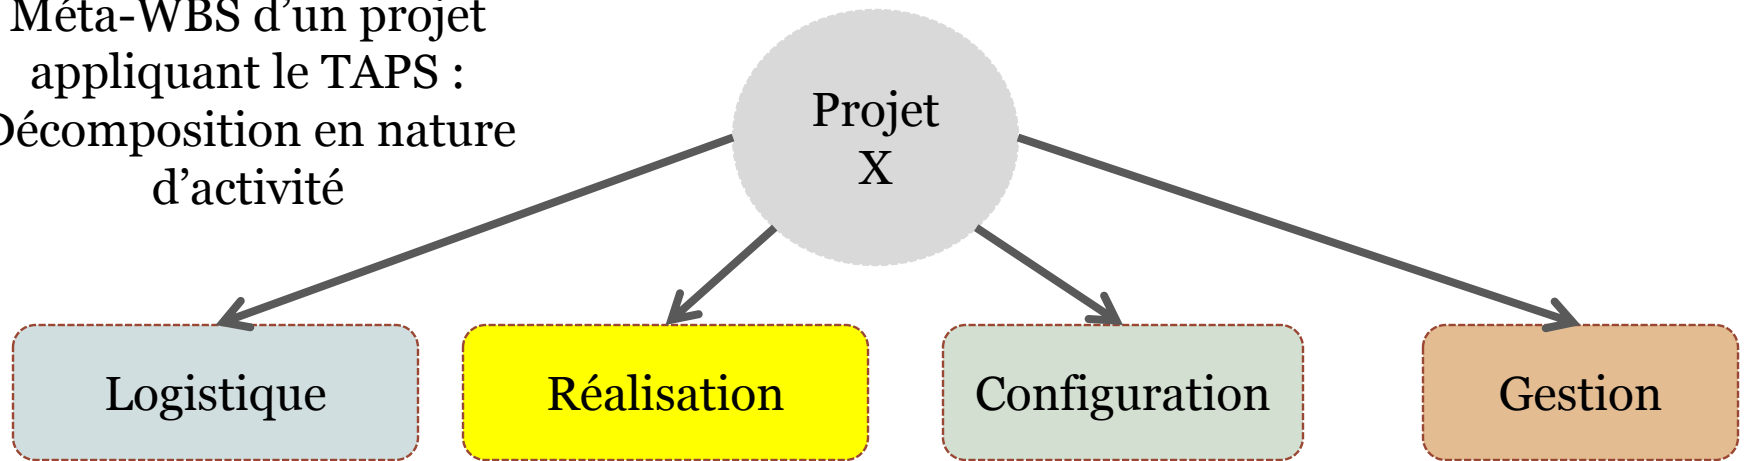 Méta-WBS d’un projet
appliquant le TAPS :
Décomposition en nature
d’activité
Projet
X
Logistique
Réalisation
Configuration
Gestion